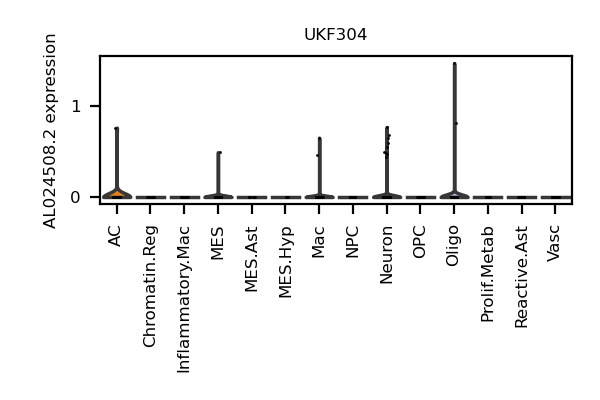 UKF304
AL024508.2 expression
1
0
AC
Chromatin.Reg
Inflammatory.Mac
MES
MES.Ast
MES.Hyp
Mac
NPC
Neuron
OPC
Oligo
Prolif.Metab
Reactive.Ast
Vasc